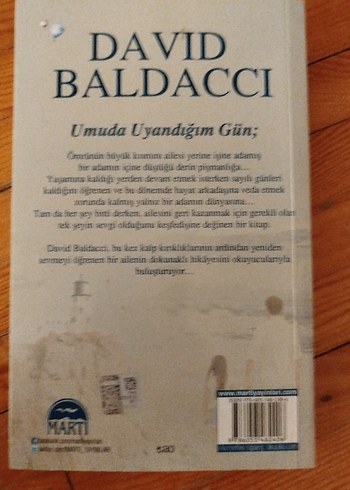 DAVID
BALDACCI
Umuda Uyandığım Gün;
Ömrünün büyük kısmını ailesi yerine işine adamış
bir adamın içine düştüğü derin pişmanlığa...
Yaşamına kaldığı yerden devam etmek isterken sayılı günleri
kaldığını öğrenen ve bu dönemde hayat arkadaşına veda etmek
zorunda kalmış yalnız bir adamın dünyasına...
Tam da her şey bitti derken, ailesini geri kazanmak için gerekli olan
tek şeyin sevgi olduğunu keşfedişine değinen bir kitap.
David Baldacci, bu kez kalp kırıklıklarının ardından yeniden
sevmeyi öğrenen bir ailenin dokunaklı hikâyesini okuyucularıyla
buluşturuyor...
MARTI
www.martiyayinlari.com